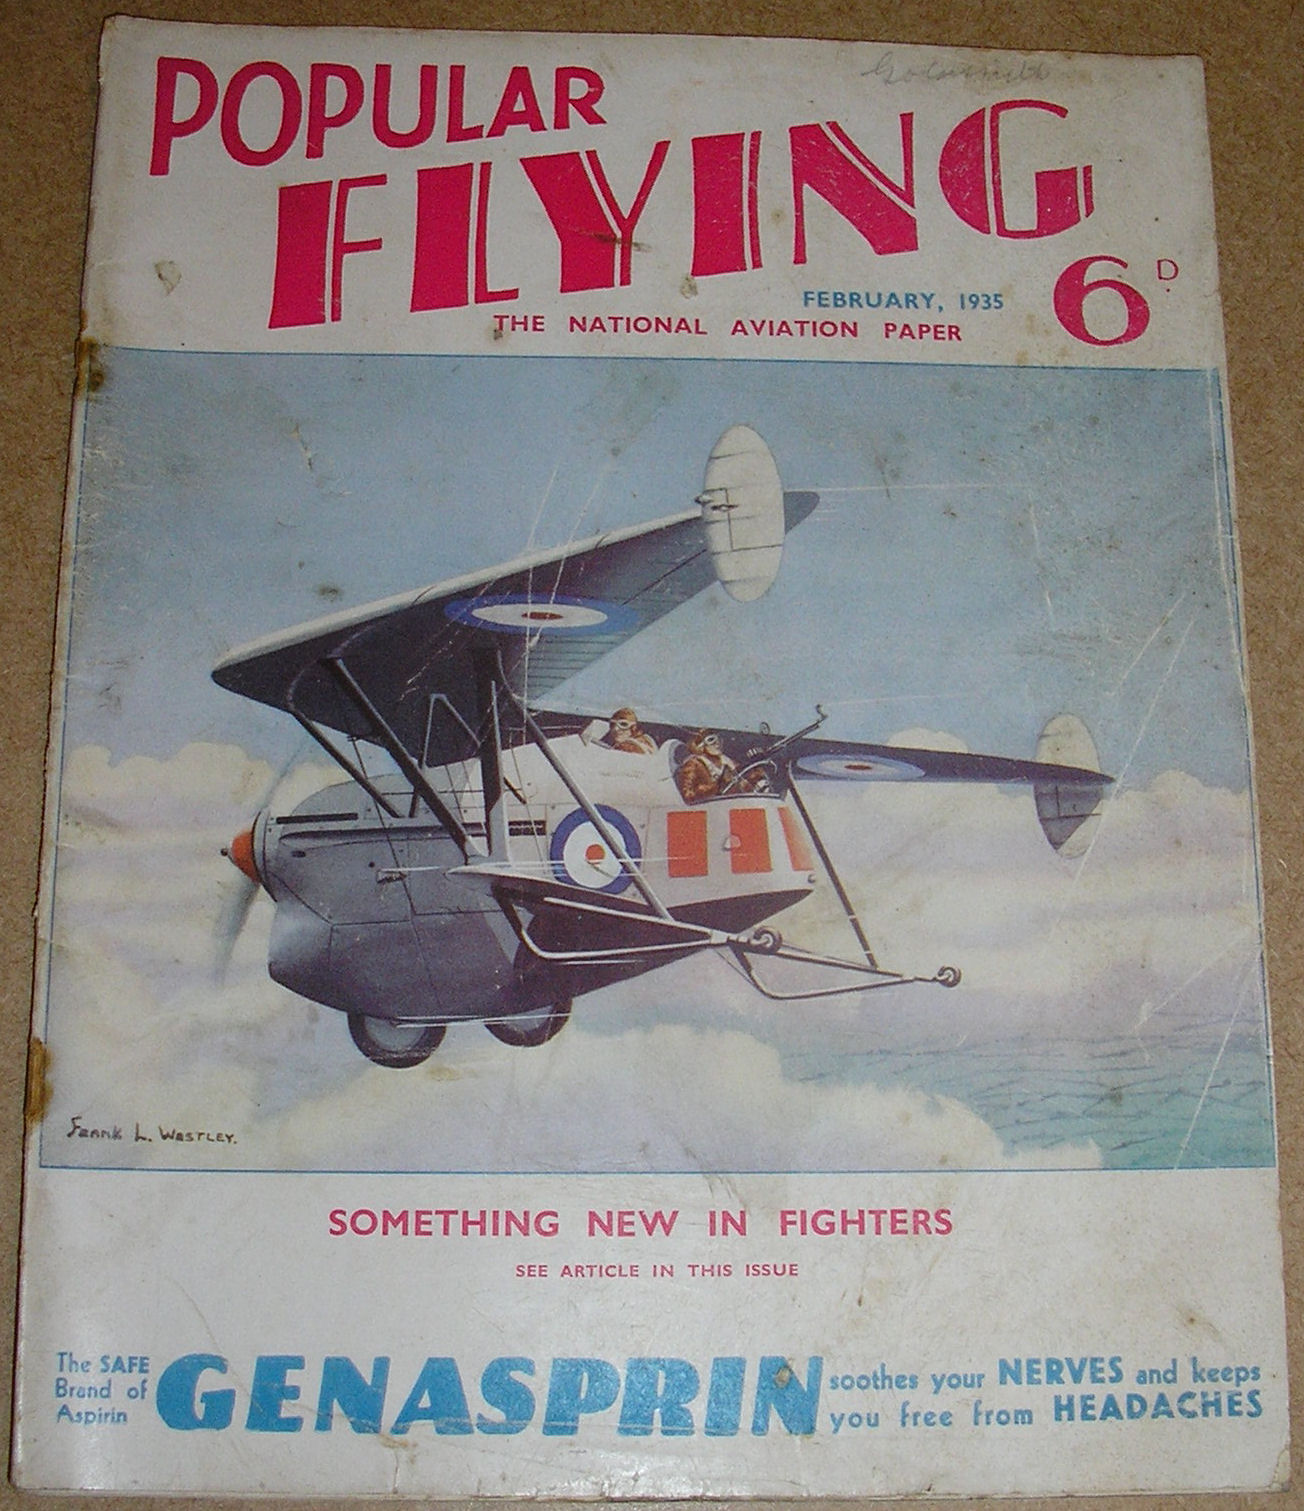 POPULAR
FLYING
6D.
FEBRUARY, 1935
THE NATIONAL AVIATION PAPER
FRANK L. WESTLEY.
SOMETHING NEW IN FIGHTERS
SEE ARTICLE IN THIS ISSUE
The SAFE
Brand of
Aspirin
GENASPRIN
soothes your NERVES and keeps
you free from HEADACHES